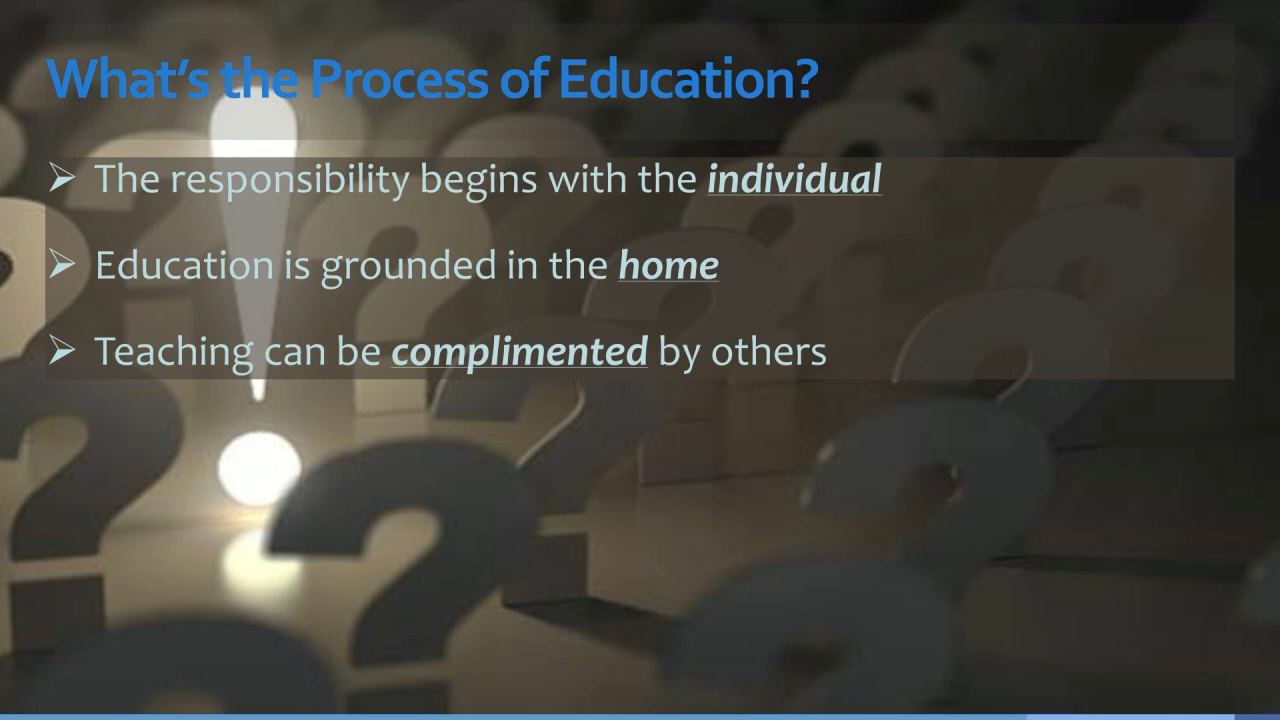 What's the Process of Education?
➢ The responsibility begins with the individual
➢ Education is grounded in the home
➢ Teaching can be complimented by others